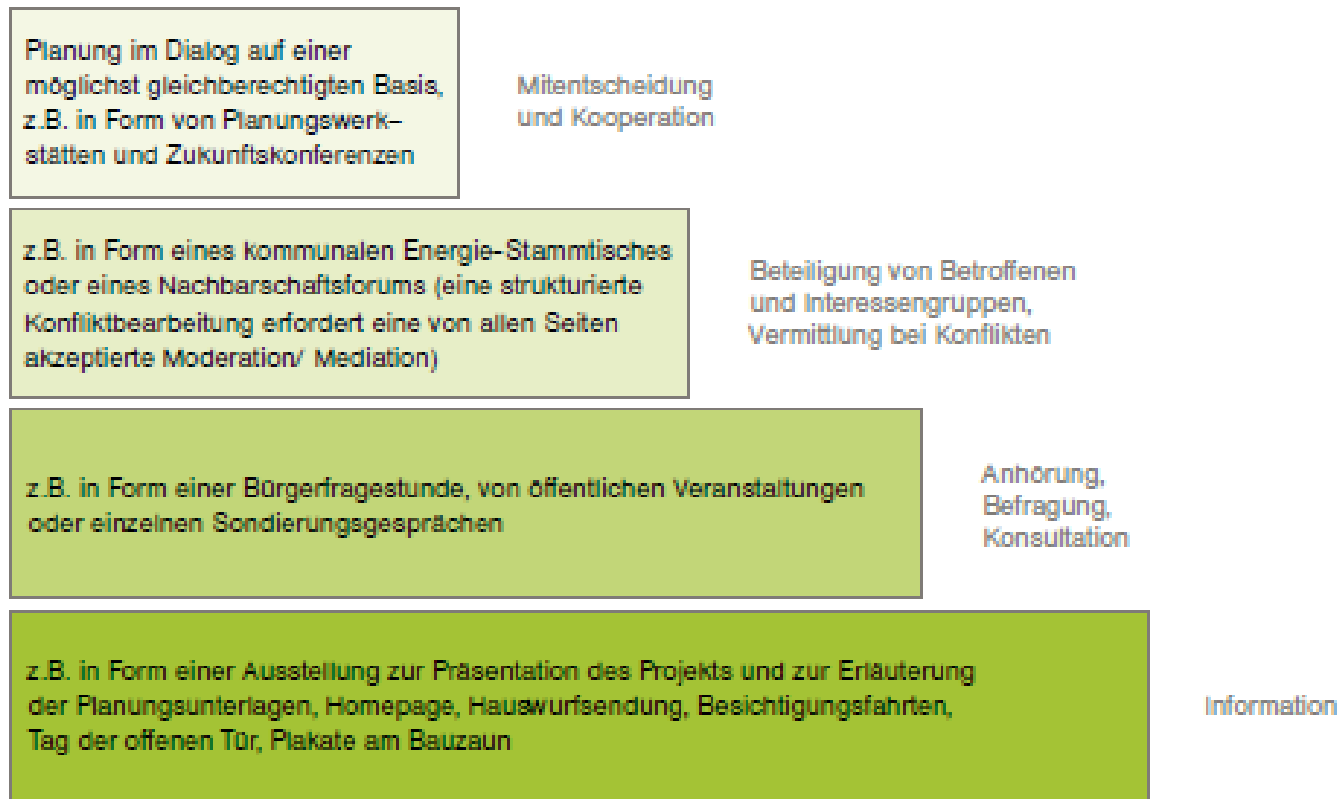 Planung im Dialog auf einer
möglichst gleichberechtigten Basis,
z.B. in Form von Planungswerk-
stätten und Zukunftskonferenzen
Mitentscheidung
und Kooperation
z.B. in Form eines kommunalen Energie-Stammtisches
oder eines Nachbarschaftsforums (eine strukturierte
Konfliktbearbeitung erfordert eine von allen Seiten
akzeptierte Moderation/ Mediation)
Beteiligung von Betroffenen
und Interessengruppen,
Vermittlung bei Konflikten
z.B. in Form einer Bürgerfragestunde, von öffentlichen Veranstaltungen
oder einzelnen Sondierungsgesprächen
Anhörung,
Befragung,
Konsultation
z.B. in Form einer Ausstellung zur Präsentation des Projekts und zur Erläuterung
der Planungsunterlagen, Homepage, Hauswurfsendung, Besichtigungsfahrten,
Tag der offenen Tür, Plakate am Bauzaun
Information